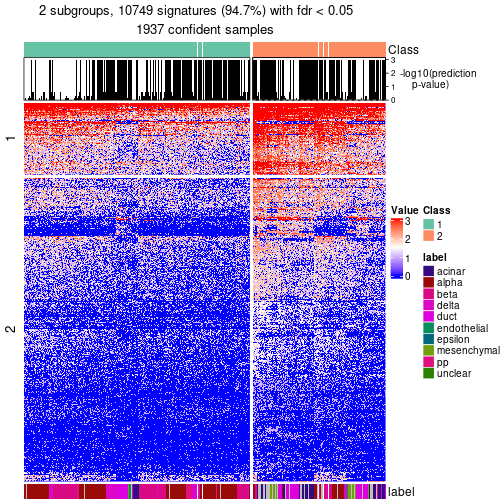 2 subgroups, 10749 signatures (94.7%) with fdr < 0.05
1937 confident samples
Class
3
2
1
0
-log10(prediction
p-value)
1
2
Value
3
2
1
0
Class
1
2
label
acinar
alpha
beta
delta
duct
endothelial
epsilon
mesenchymal
pp
unclear
label